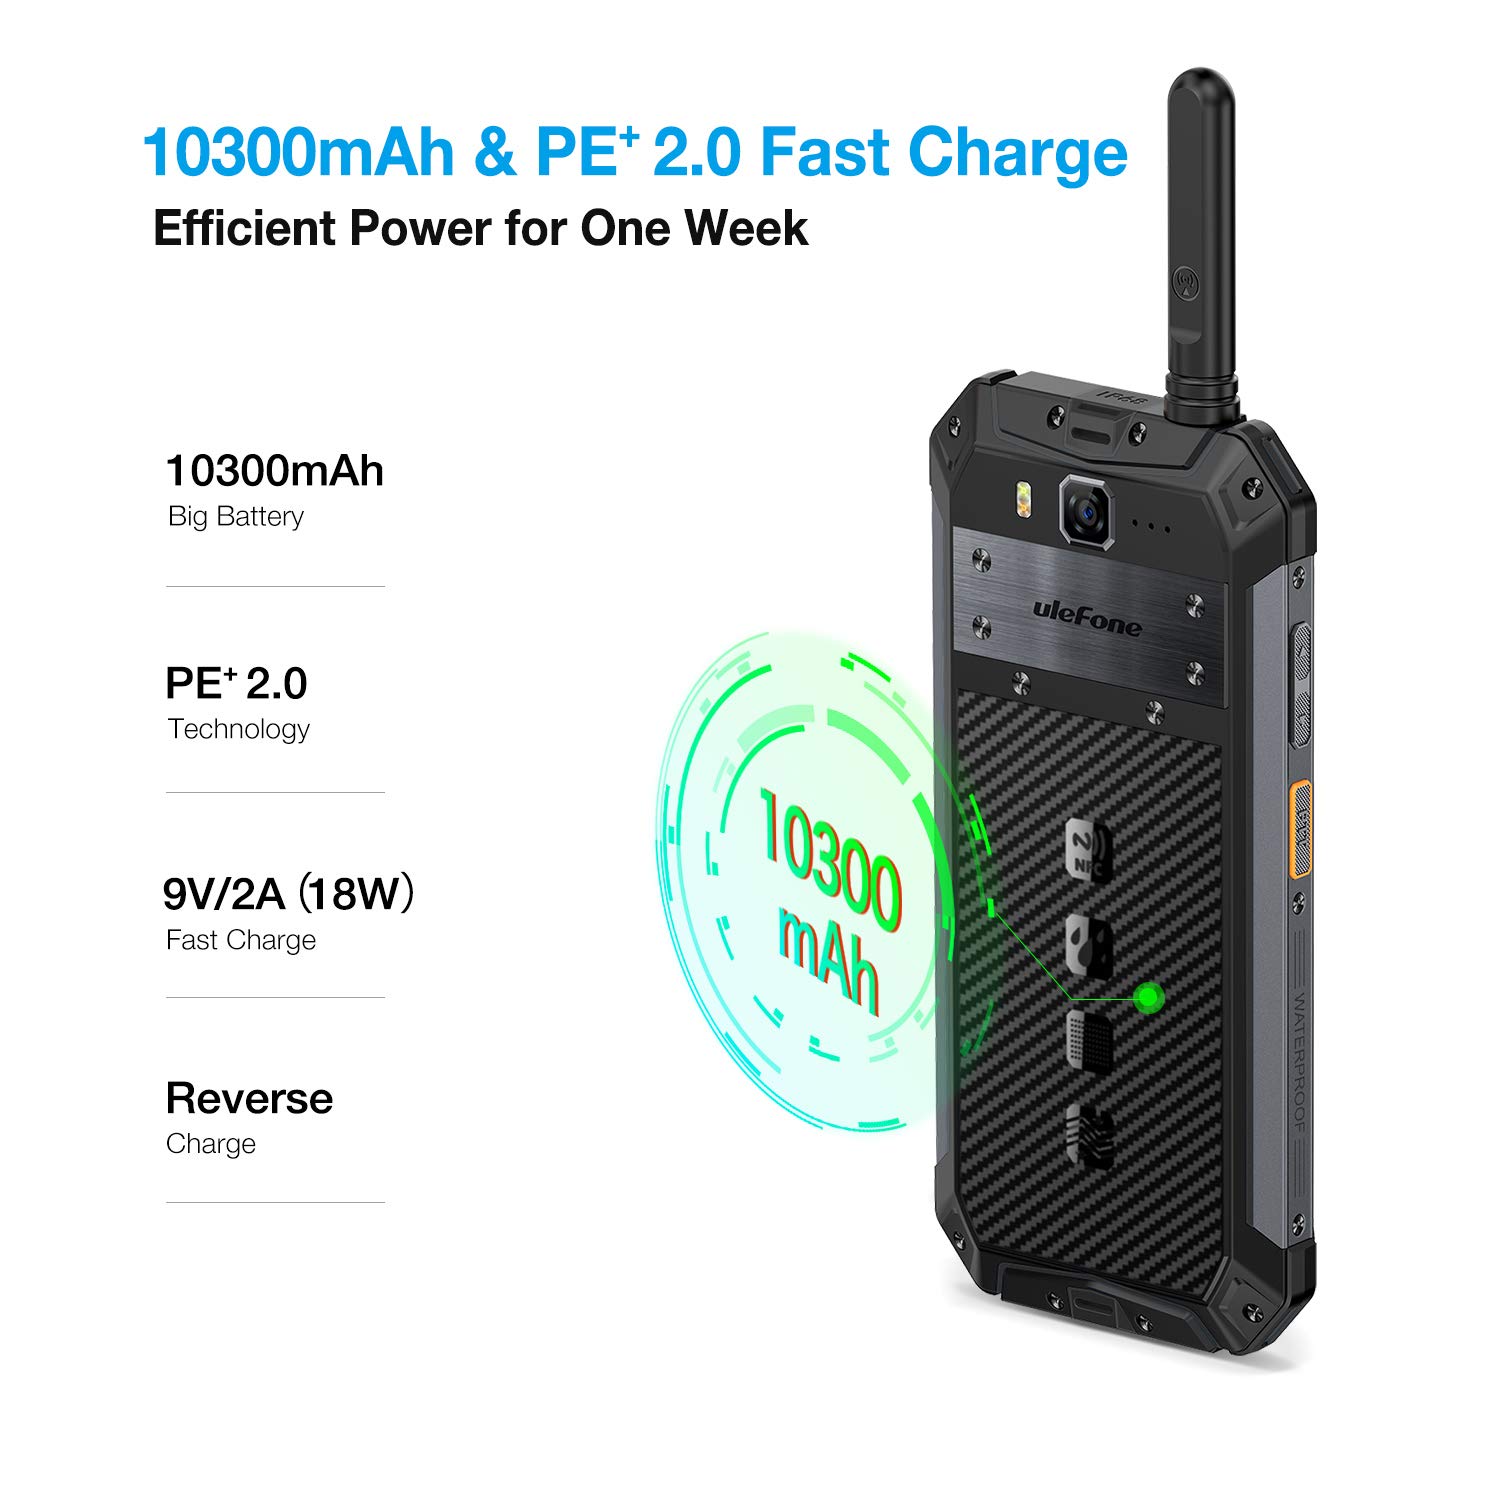 10300mAh & PE⁺ 2.0 Fast Charge
Efficient Power for One Week
10300mAh
Big Battery
PE⁺ 2.0
Technology
9V/2A (18W)
Fast Charge
Reverse
Charge
10300
mAh
IP68
uleFone
NFC
WATERPROOF